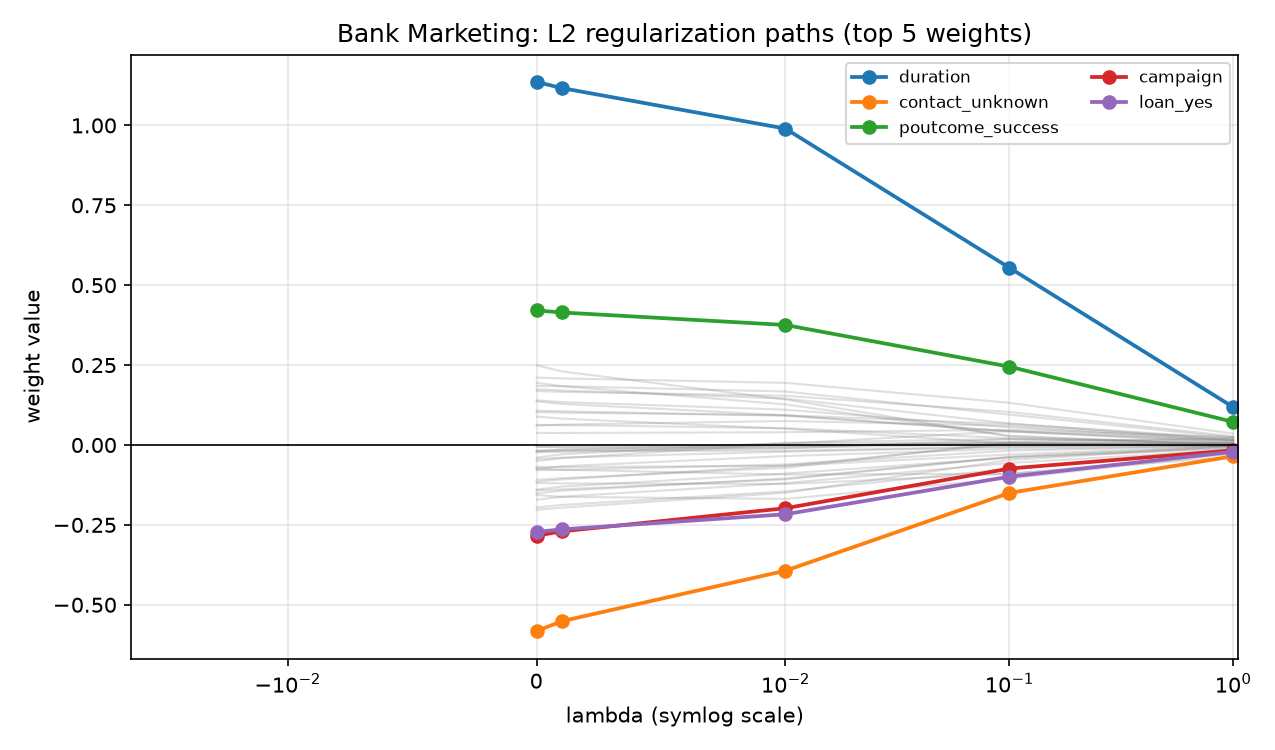 Bank Marketing: L2 regularization paths (top 5 weights)
duration
contact_unknown
poutcome_success
campaign
loan_yes
weight value
1.00
0.75
0.50
0.25
0.00
−0.25
−0.50
−10⁻²
0
10⁻²
10⁻¹
10⁰
lambda (symlog scale)